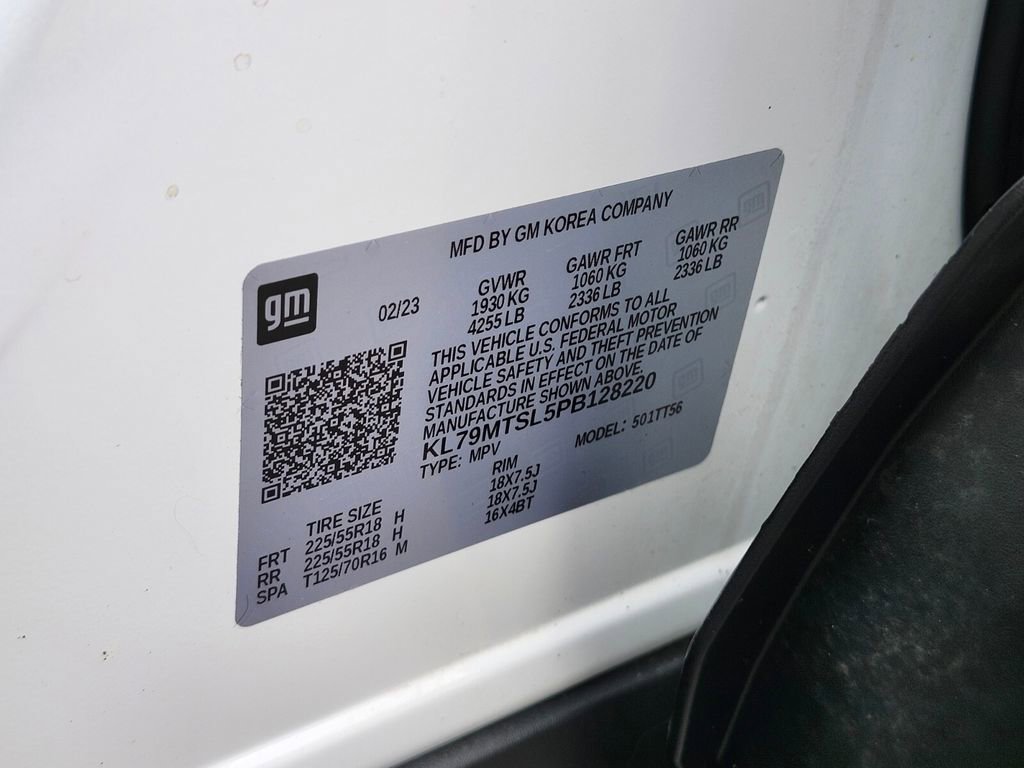 MFD BY GM KOREA COMPANY
gm
02/23
GVWR
1930 KG
4255 LB
GAWR FRT
1060 KG
2336 LB
GAWR RR
1060 KG
2336 LB
THIS VEHICLE CONFORMS TO ALL
APPLICABLE U.S. FEDERAL MOTOR
VEHICLE SAFETY AND THEFT PREVENTION
STANDARDS IN EFFECT ON THE DATE OF
MANUFACTURE SHOWN ABOVE.
KL79MTSL5PB128220
TYPE: MPV MODEL: 501TT56
TIRE SIZE RIM
FRT 225/55R18 H 18X7.5J
RR 225/55R18 H 18X7.5J
SPA T125/70R16 M 16X4BT